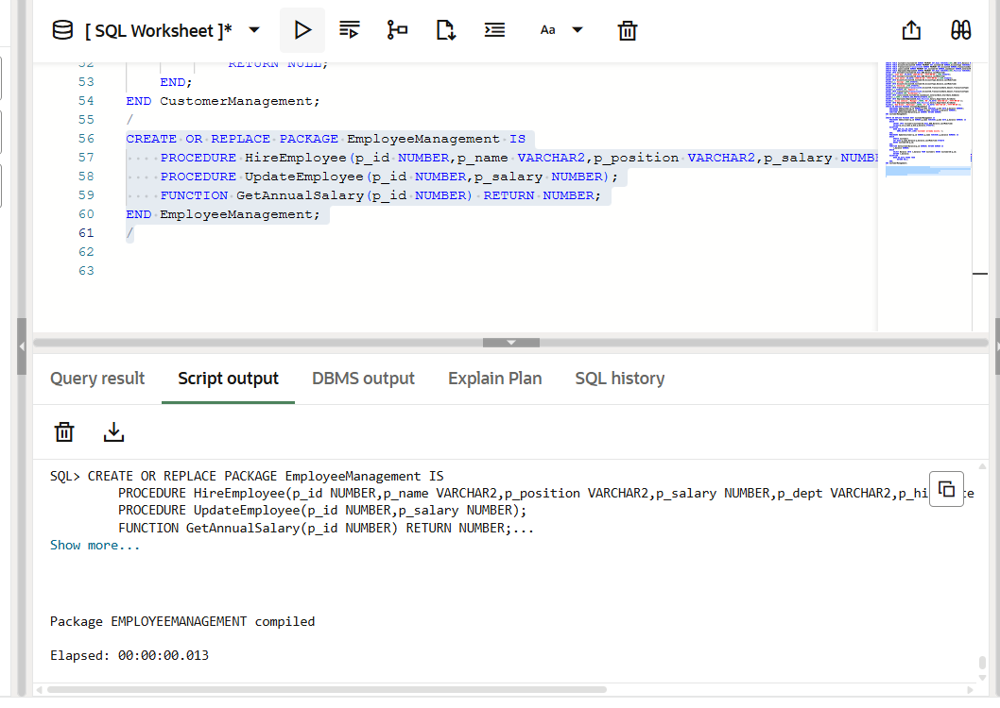 [ SQL Worksheet ]*
Aa
52 RETURN NULL;
53 END;
54 END CustomerManagement;
55 /
56 CREATE OR REPLACE PACKAGE EmployeeManagement IS
57 PROCEDURE HireEmployee(p_id NUMBER,p_name VARCHAR2,p_position VARCHAR2,p_salary NUMB
58 PROCEDURE UpdateEmployee(p_id NUMBER,p_salary NUMBER);
59 FUNCTION GetAnnualSalary(p_id NUMBER) RETURN NUMBER;
60 END EmployeeManagement;
61 /
62
63
Query result Script output DBMS output Explain Plan SQL history
SQL> CREATE OR REPLACE PACKAGE EmployeeManagement IS
PROCEDURE HireEmployee(p_id NUMBER,p_name VARCHAR2,p_position VARCHAR2,p_salary NUMBER,p_dept VARCHAR2,p_hi te
PROCEDURE UpdateEmployee(p_id NUMBER,p_salary NUMBER);
FUNCTION GetAnnualSalary(p_id NUMBER) RETURN NUMBER;...
Show more...
Package EMPLOYEEMANAGEMENT compiled
Elapsed: 00:00:00.013